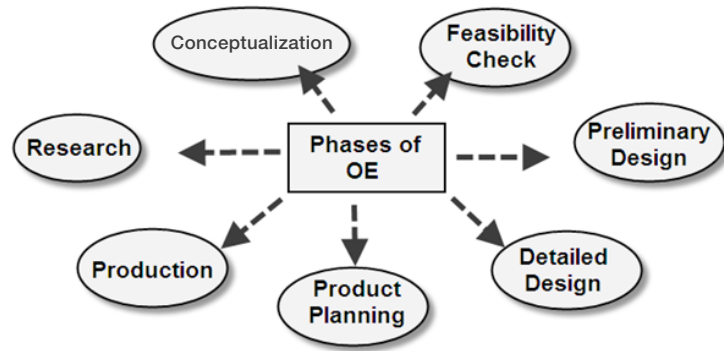 Conceptualization
Feasibility
Check
Research
Phases of
OE
Preliminary
Design
Production
Product
Planning
Detailed
Design